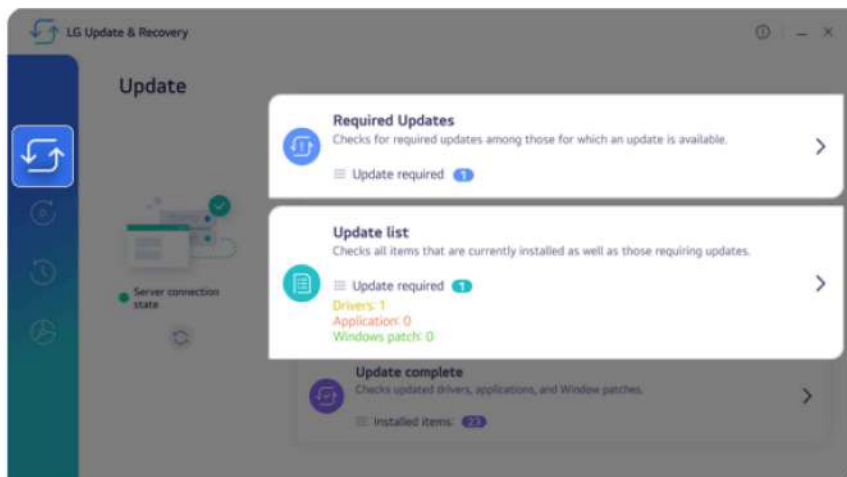 LG Update & Recovery
Update
Required Updates
Checks for required updates among those for which an update is available.
Update required 1
Update list
Checks all items that are currently installed as well as those requiring updates.
Update required 1
Drivers: 1
Application: 0
Windows patch: 0
Server connection
state
Update complete
Checks updated drivers, applications, and Window patches.
Installed items: 23